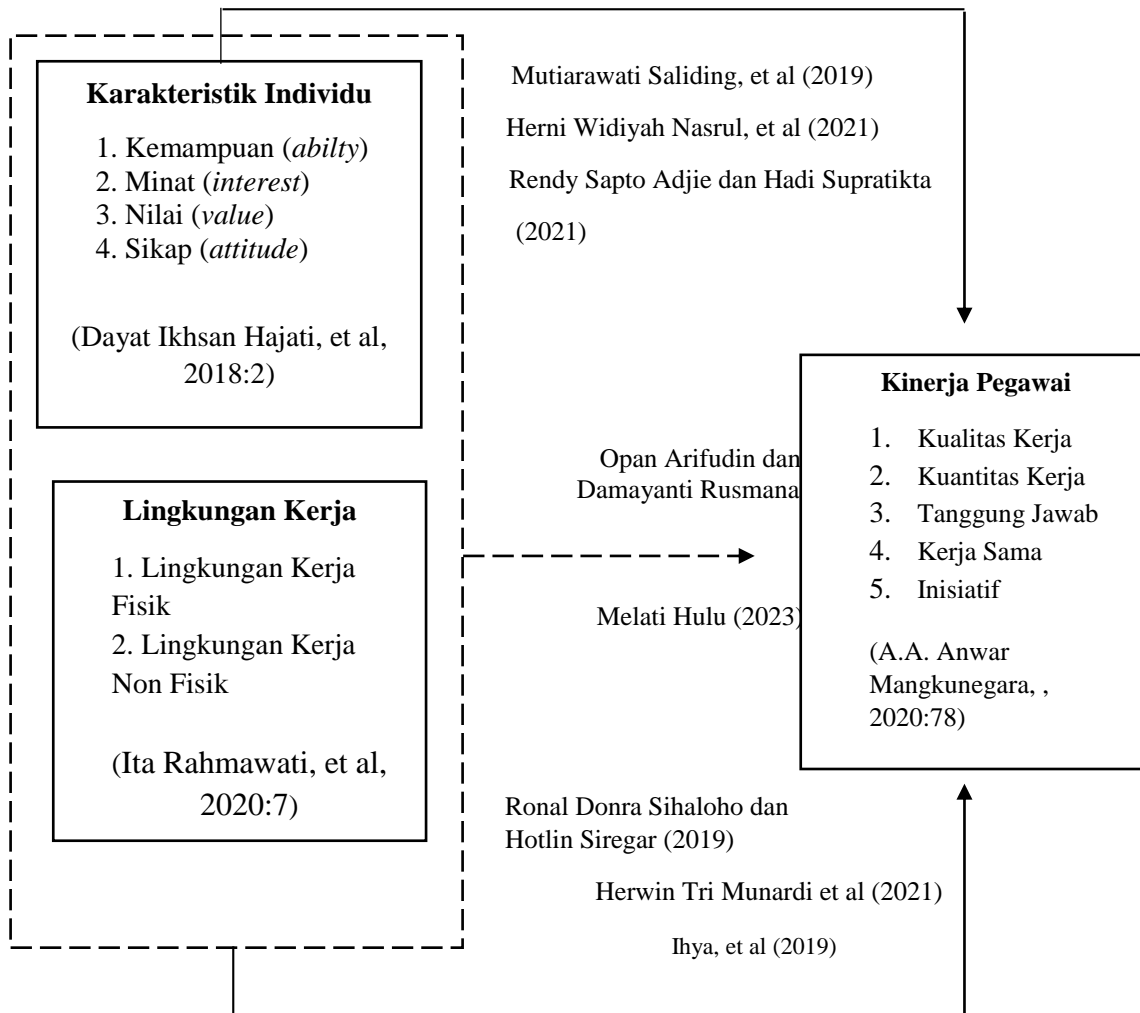 Karakteristik Individu
1. Kemampuan (abilty)
2. Minat (interest)
3. Nilai (value)
4. Sikap (attitude)
(Dayat Ikhsan Hajati, et al,
2018:2)
Lingkungan Kerja
1. Lingkungan Kerja
Fisik
2. Lingkungan Kerja
Non Fisik
(Ita Rahmawati, et al,
2020:7)
Mutiarawati Saliding, et al (2019)
Herni Widiyah Nasrul, et al (2021)
Rendy Sapto Adjie dan Hadi Supratikta
(2021)
Opan Arifudin dan
Damayanti Rusmana
Melati Hulu (2023)
Kinerja Pegawai
1. Kualitas Kerja
2. Kuantitas Kerja
3. Tanggung Jawab
4. Kerja Sama
5. Inisiatif
(A.A. Anwar
Mangkunegara, ,
2020:78)
Ronal Donra Sihaloho dan
Hotlin Siregar (2019)
Herwin Tri Munardi et al (2021)
Ihya, et al (2019)